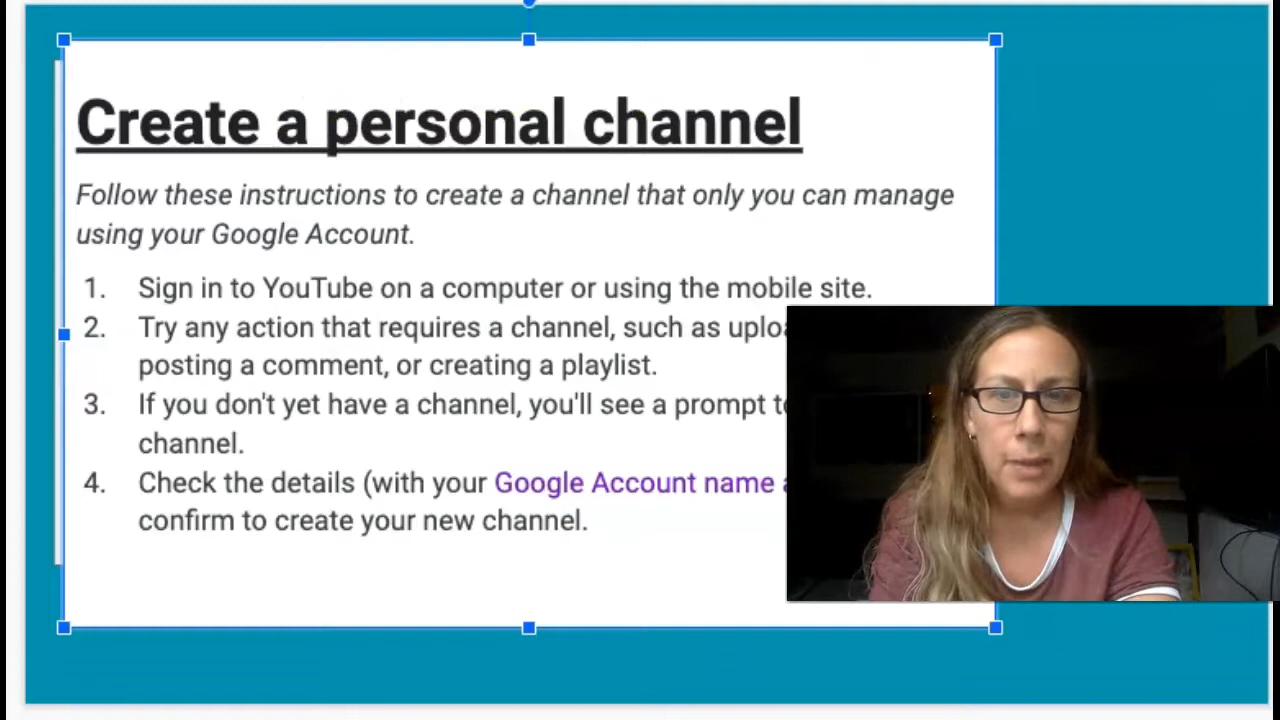 Create a personal channel
Follow these instructions to create a channel that only you can manage
using your Google Account.
1. Sign in to YouTube on a computer or using the mobile site.
2. Try any action that requires a channel, such as
posting a comment, or creating a playlist.
3. If you don't yet have a channel, you'll see a prompt
channel.
4. Check the details (with your Google Account name
confirm to create your new channel.